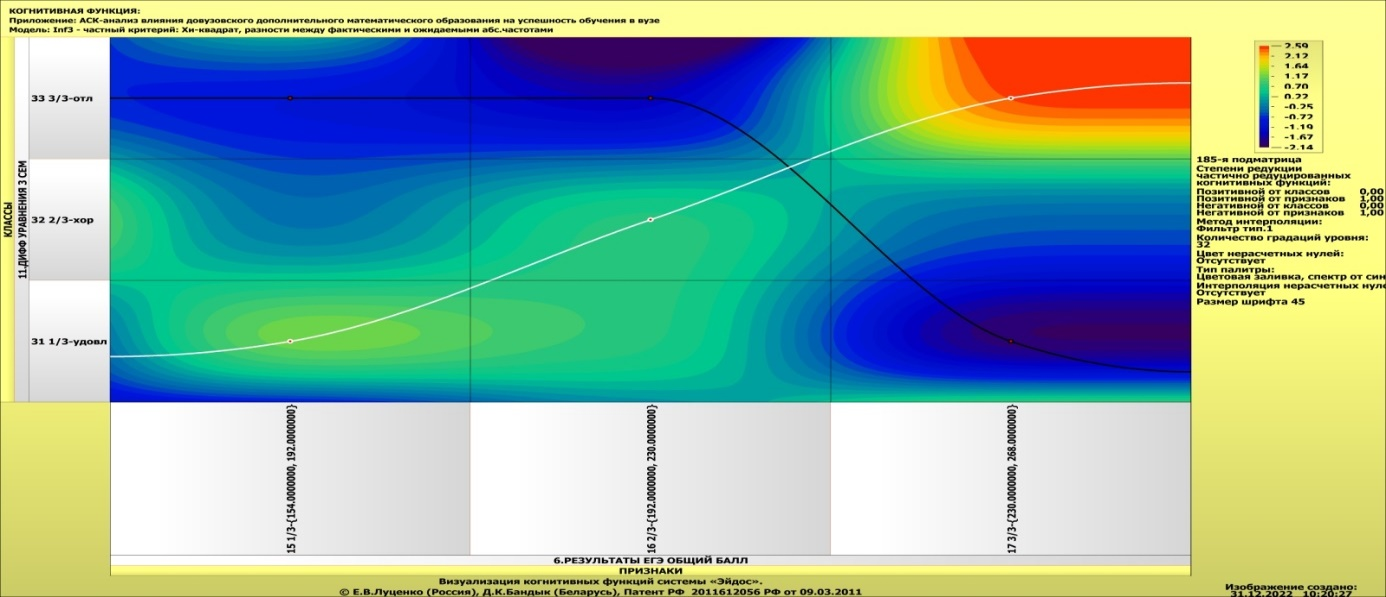 КОГНИТИВНАЯ ФУНКЦИЯ:
Приложение: АСК-анализ влияния довузовского дополнительного математического образования на успешность обучения в вузе
Модель: Inf3 - частный критерий: Хи-квадрат, разности между фактическими и ожидаемыми абс.частотами
КЛАССЫ
11.ДИФФ УРАВНЕНИЯ 3 СЕМ
33 3/3-отл
32 2/3-хор
31 1/3-удовл
2.59
2.12
1.64
1.17
0.70
0.22
-0.25
-0.72
-1.19
-1.67
-2.14
185-я подматрица
Степени редукции
частично редуцированных
когнитивных функций:
Позитивной от классов 0,00
Позитивной от признаков 1,00
Негативной от классов 0,00
Негативной от признаков 1,00
Метод интерполяции:
Фильтр тип.1
Количество градаций уровня:
32
Цвет нерасчетных нулей:
Отсутствует
Тип палитры:
Цветовая заливка, спектр от син
Интерполяция нерасчетных нуле
Отсутствует
Размер шрифта 45
15 1/3-{154.0000000, 192.0000000}
16 2/3-{192.0000000, 230.0000000}
17 3/3-{230.0000000, 268.0000000}
6.РЕЗУЛЬТАТЫ ЕГЭ ОБЩИЙ БАЛЛ
ПРИЗНАКИ
Визуализация когнитивных функций системы «Эйдос».
© Е.В.Луценко (Россия), Д.К.Бандык (Беларусь), Патент РФ 2011612056 РФ от 09.03.2011
Изображение создано:
31.12.2022 10:20:27